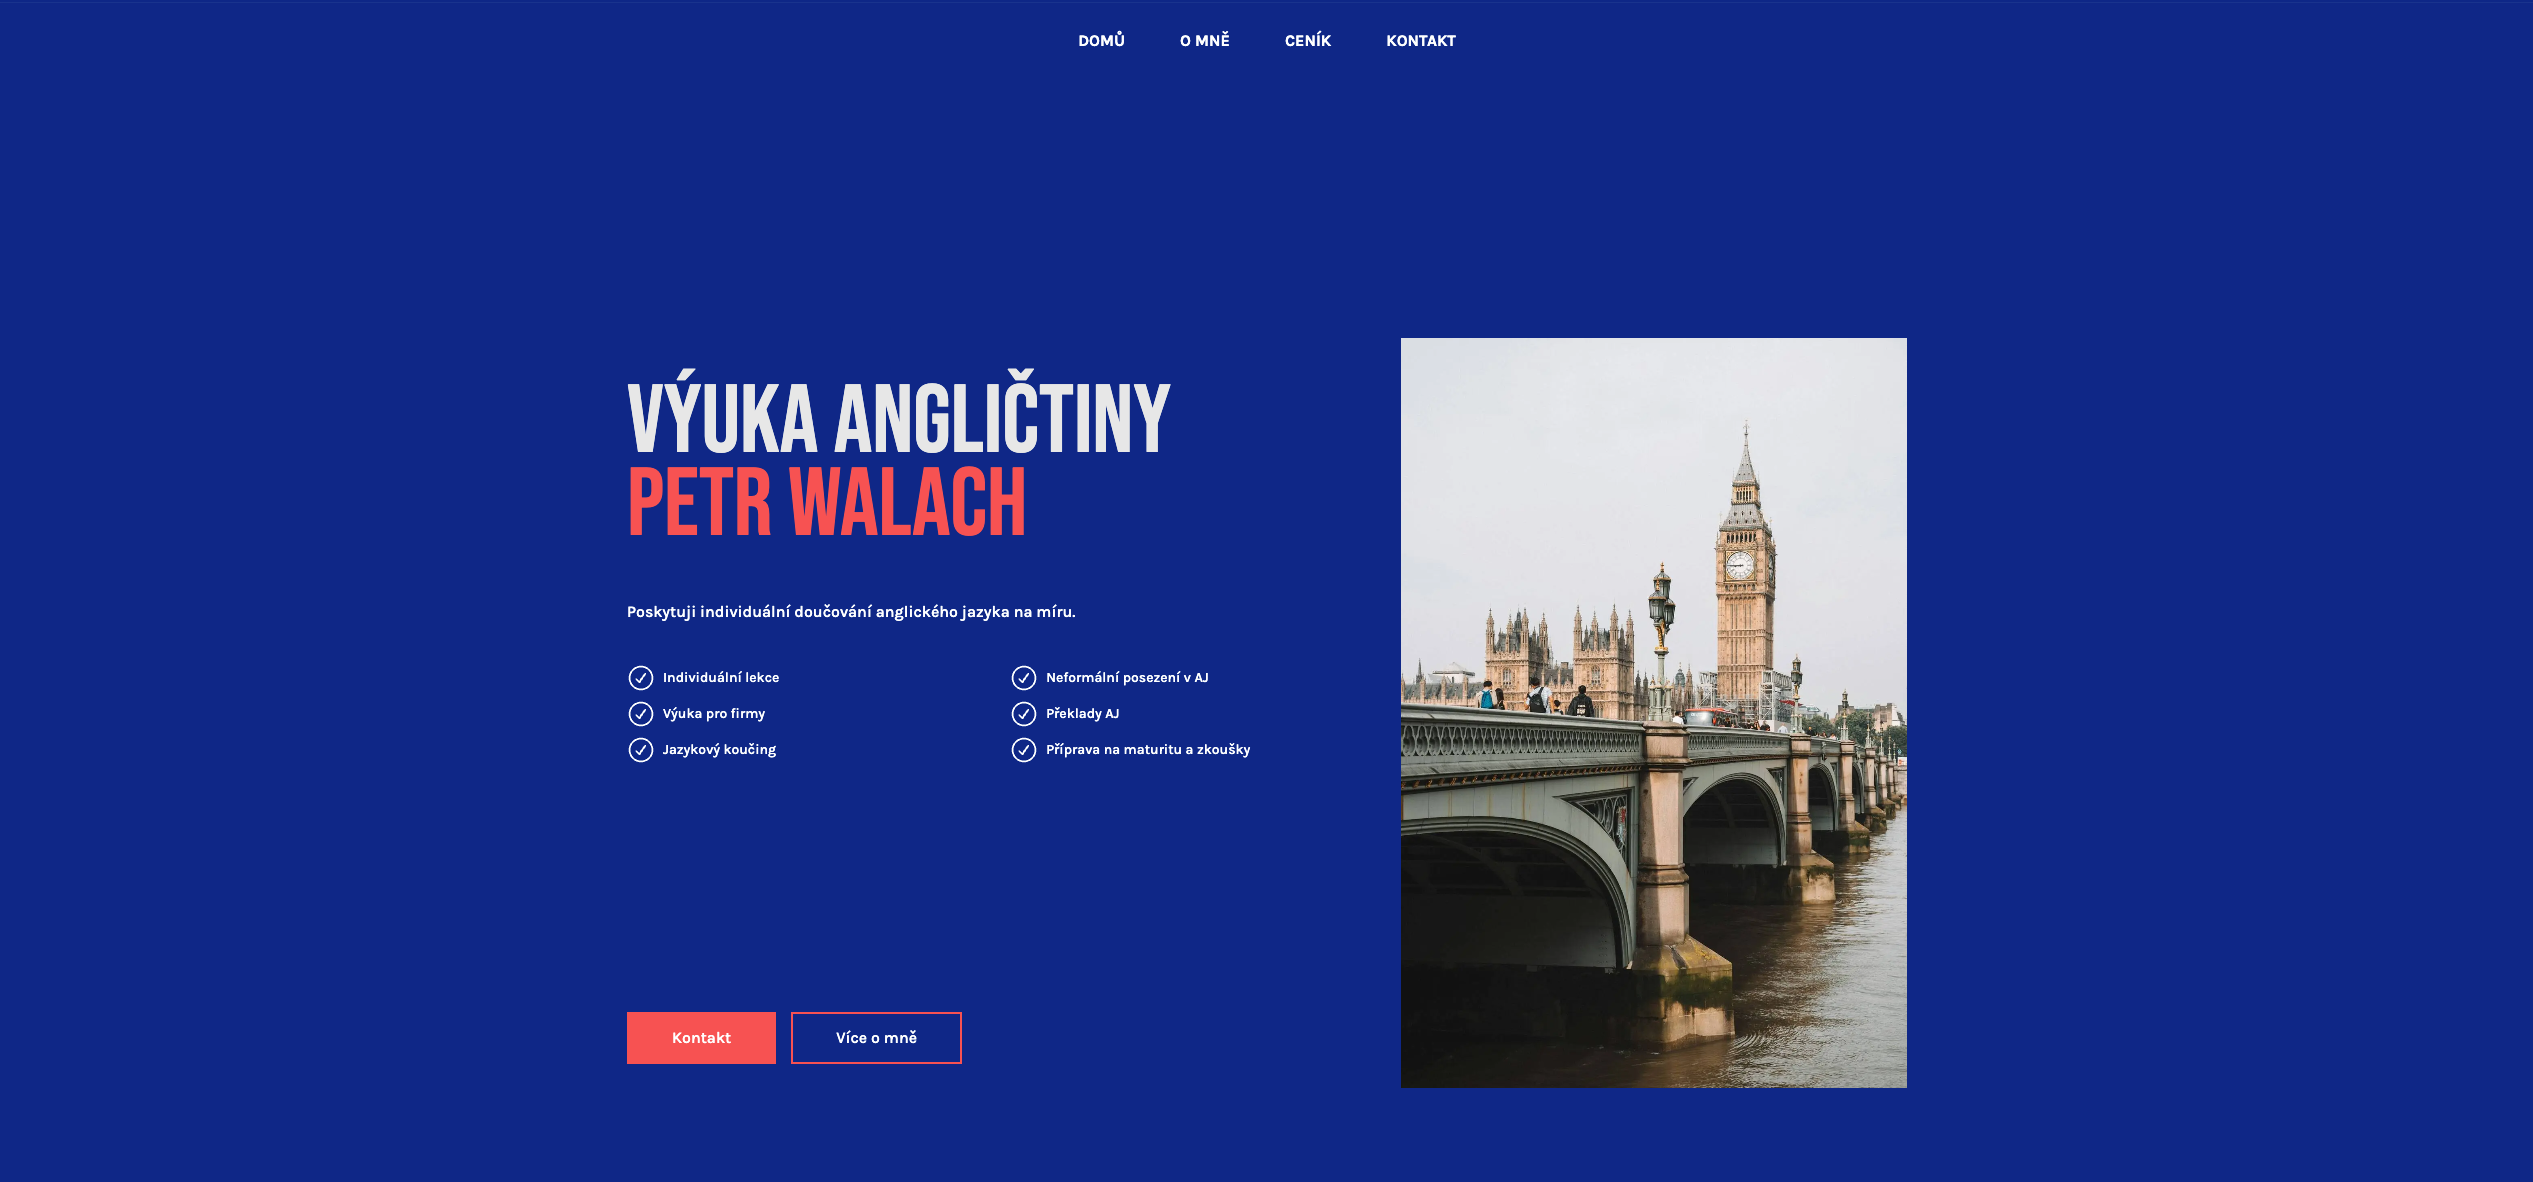 DOMŮ O MNĚ CENÍK KONTAKT
VÝUKA ANGLIČTINY
PETR WALACH
Poskytuji individuální doučování anglického jazyka na míru.
Individuální lekce
Výuka pro firmy
Jazykový koučing
Neformální posezení v AJ
Překlady AJ
Příprava na maturitu a zkoušky
Kontakt
Více o mně